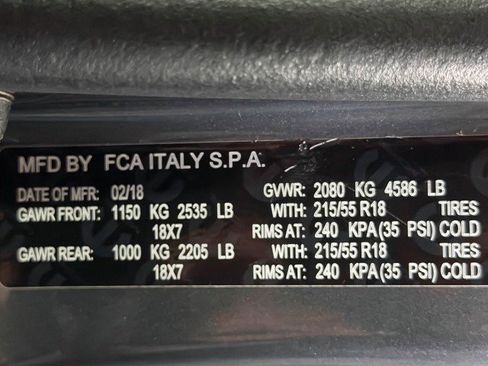 MFD BY FCA ITALY S.P.A.
DATE OF MFR: 02/18 GVWR: 2080 KG 4586 LB
GAWR FRONT: 1150 KG 2535 LB WITH: 215/55 R18 TIRES
18X7 RIMS AT: 240 KPA(35 PSI) COLD
GAWR REAR: 1000 KG 2205 LB WITH: 215/55 R18 TIRES
18X7 RIMS AT: 240 KPA(35 PSI) COLD